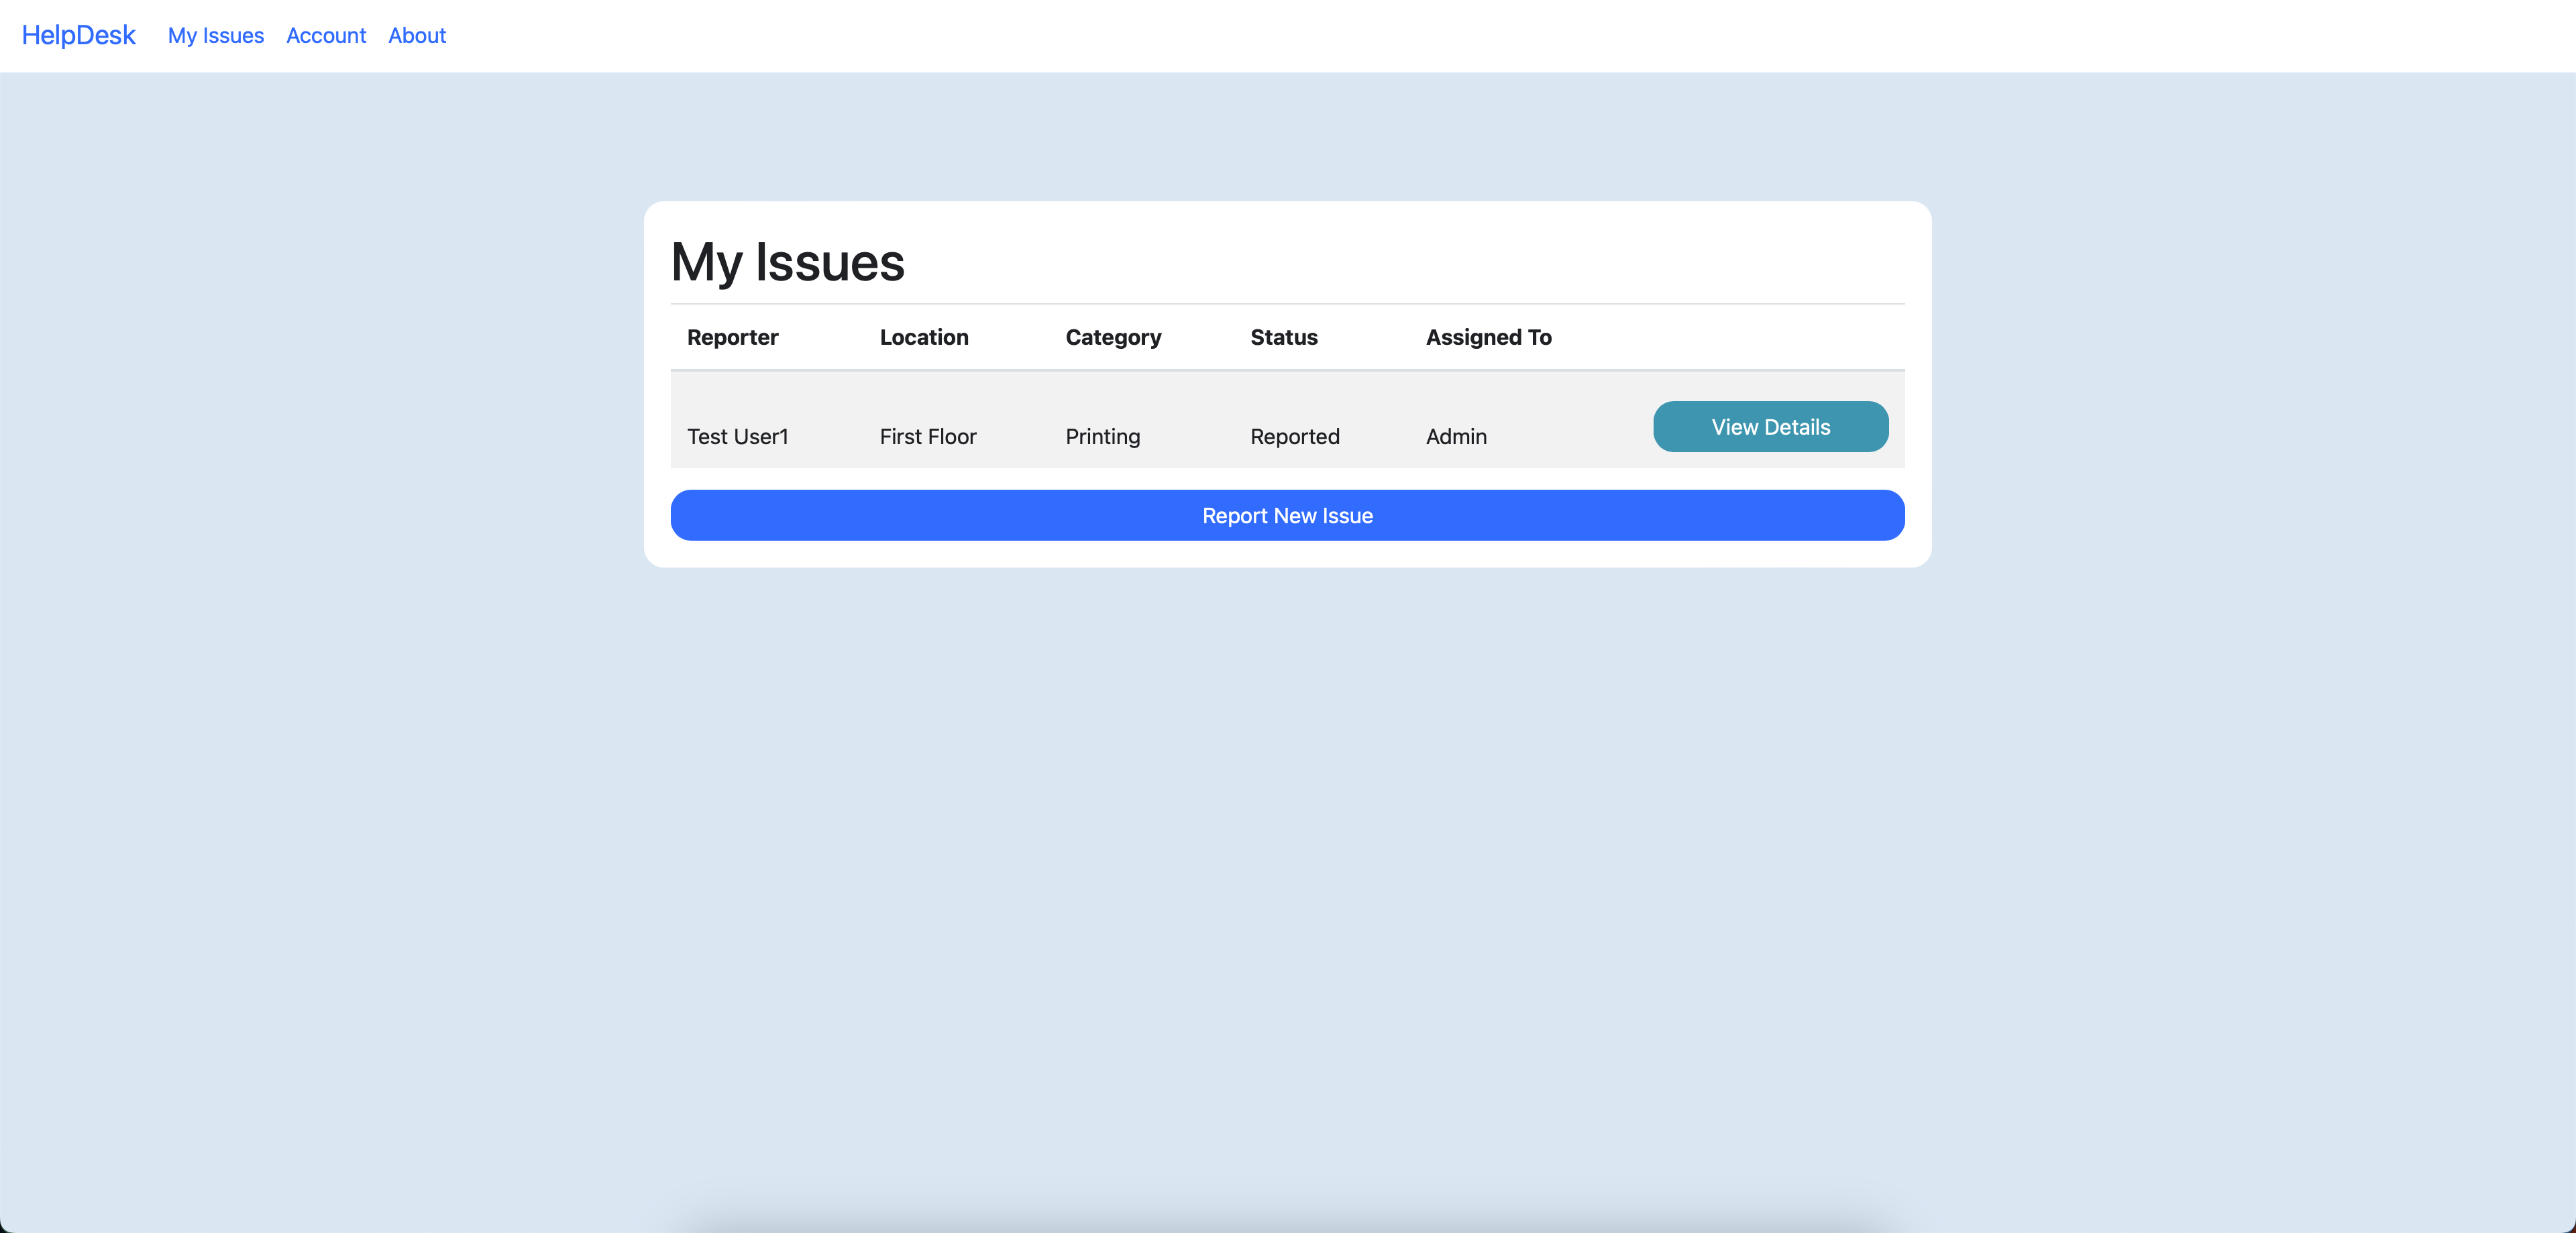 HelpDesk My Issues Account About
My Issues
Reporter Location Category Status Assigned To
Test User1 First Floor Printing Reported Admin View Details
Report New Issue